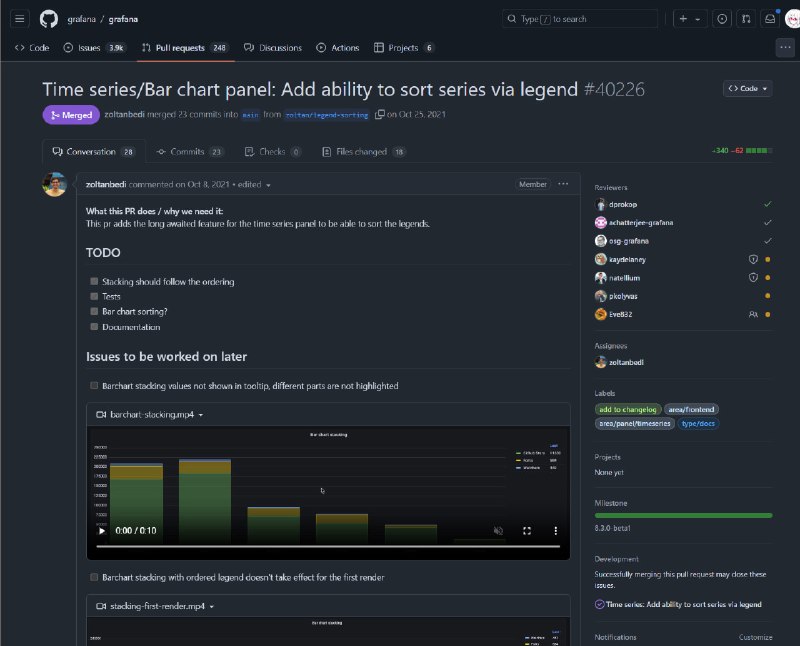 grafana / grafana
Type / to search
Code
Issues 3.9k
Pull requests 248
Discussions
Actions
Projects 6
Time series/Bar chart panel: Add ability to sort series via legend #40226
Code
Merged
zoltanbedi merged 23 commits into main from zoltan/legend-sorting on Oct 25, 2021
Conversation 28
Commits 23
Checks 0
Files changed 18
+340 −62
zoltanbedi commented on Oct 8, 2021 • edited
Member
What this PR does / why we need it:
This pr adds the long awaited feature for the time series panel to be able to sort the legends.
TODO
Stacking should follow the ordering
Tests
Bar chart sorting?
Documentation
Issues to be worked on later
Barchart stacking values not shown in tooltip, different parts are not highlighted
barchart-stacking.mp4
Bar chart stacking
0:00 / 0:10
Barchart stacking with ordered legend doesn't take effect for the first render
stacking-first-render.mp4
Bar chart stacking
Reviewers
dprokop
achatterjee-grafana
osg-grafana
kaydelaney
natellium
pkolyvas
Eve832
Assignees
zoltanbedi
Labels
add to changelog
area/frontend
area/panel/timeseries
type/docs
Projects
None yet
Milestone
8.3.0-beta1
Development
Successfully merging this pull request may close these
issues.
Time series: Add ability to sort series via legend
Notifications
Customize